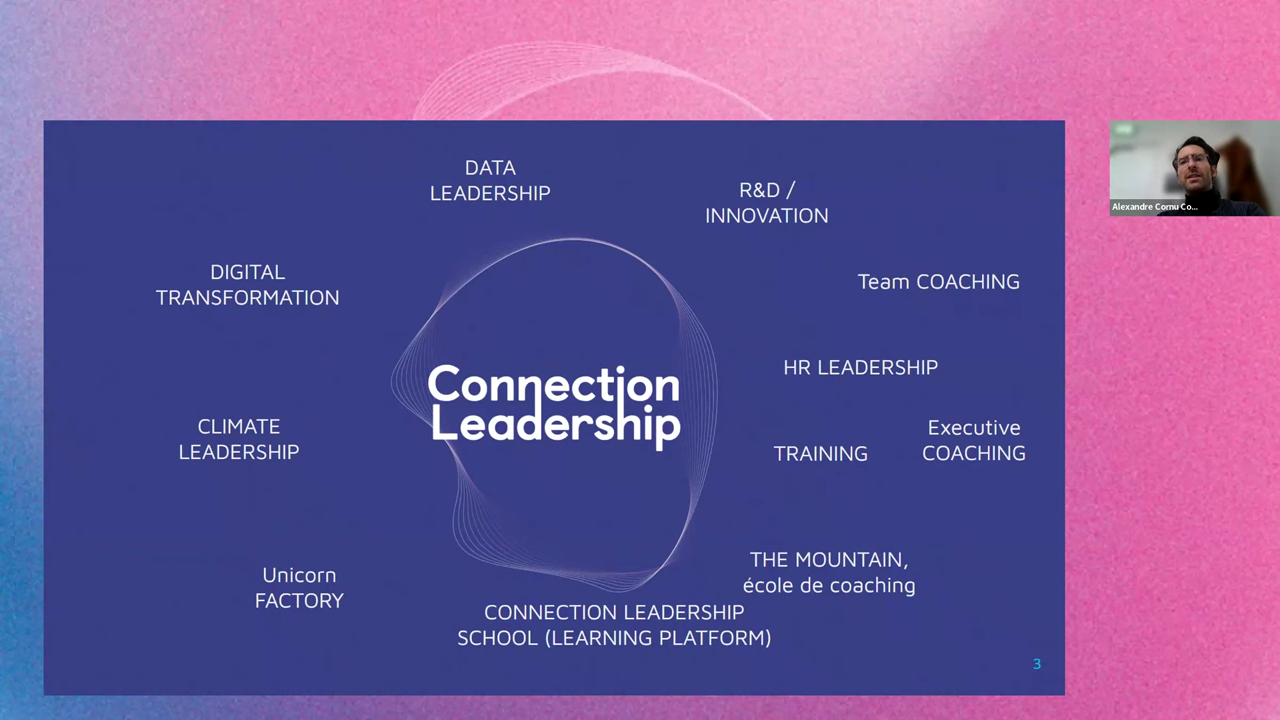 DATA
LEADERSHIP
R&D /
INNOVATION
DIGITAL
TRANSFORMATION
Team COACHING
HR LEADERSHIP
Connection
Leadership
CLIMATE
LEADERSHIP
TRAINING
Executive
COACHING
Unicorn
FACTORY
THE MOUNTAIN,
école de coaching
CONNECTION LEADERSHIP
SCHOOL (LEARNING PLATFORM)
3
Alexandre Cornu Co...